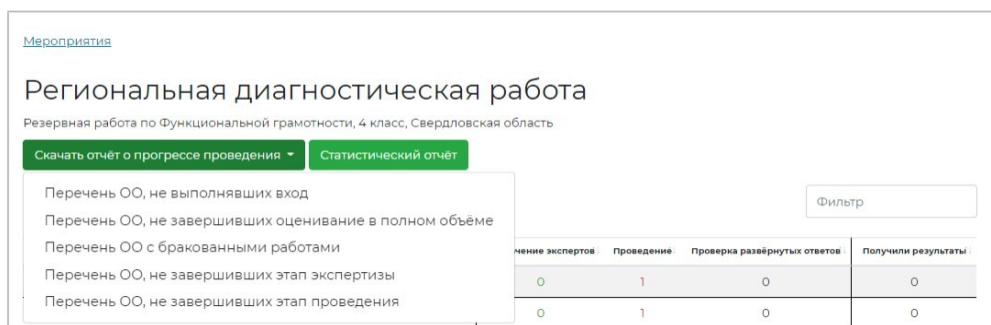 Мероприятия
Региональная диагностическая работа
Резервная работа по Функциональной грамотности, 4 класс, Свердловская область
Скачать отчёт о прогрессе проведения Статистический отчёт
Перечень ОО, не выполнявших вход
Перечень ОО, не завершивших оценивание в полном объёме
Перечень ОО с бракованными работами
Перечень ОО, не завершивших этап экспертизы
Перечень ОО, не завершивших этап проведения
Фильтр
чение экспертов Проведение Проверка развёрнутых ответов Получили результаты
0 1 0 0
0 1 0 0